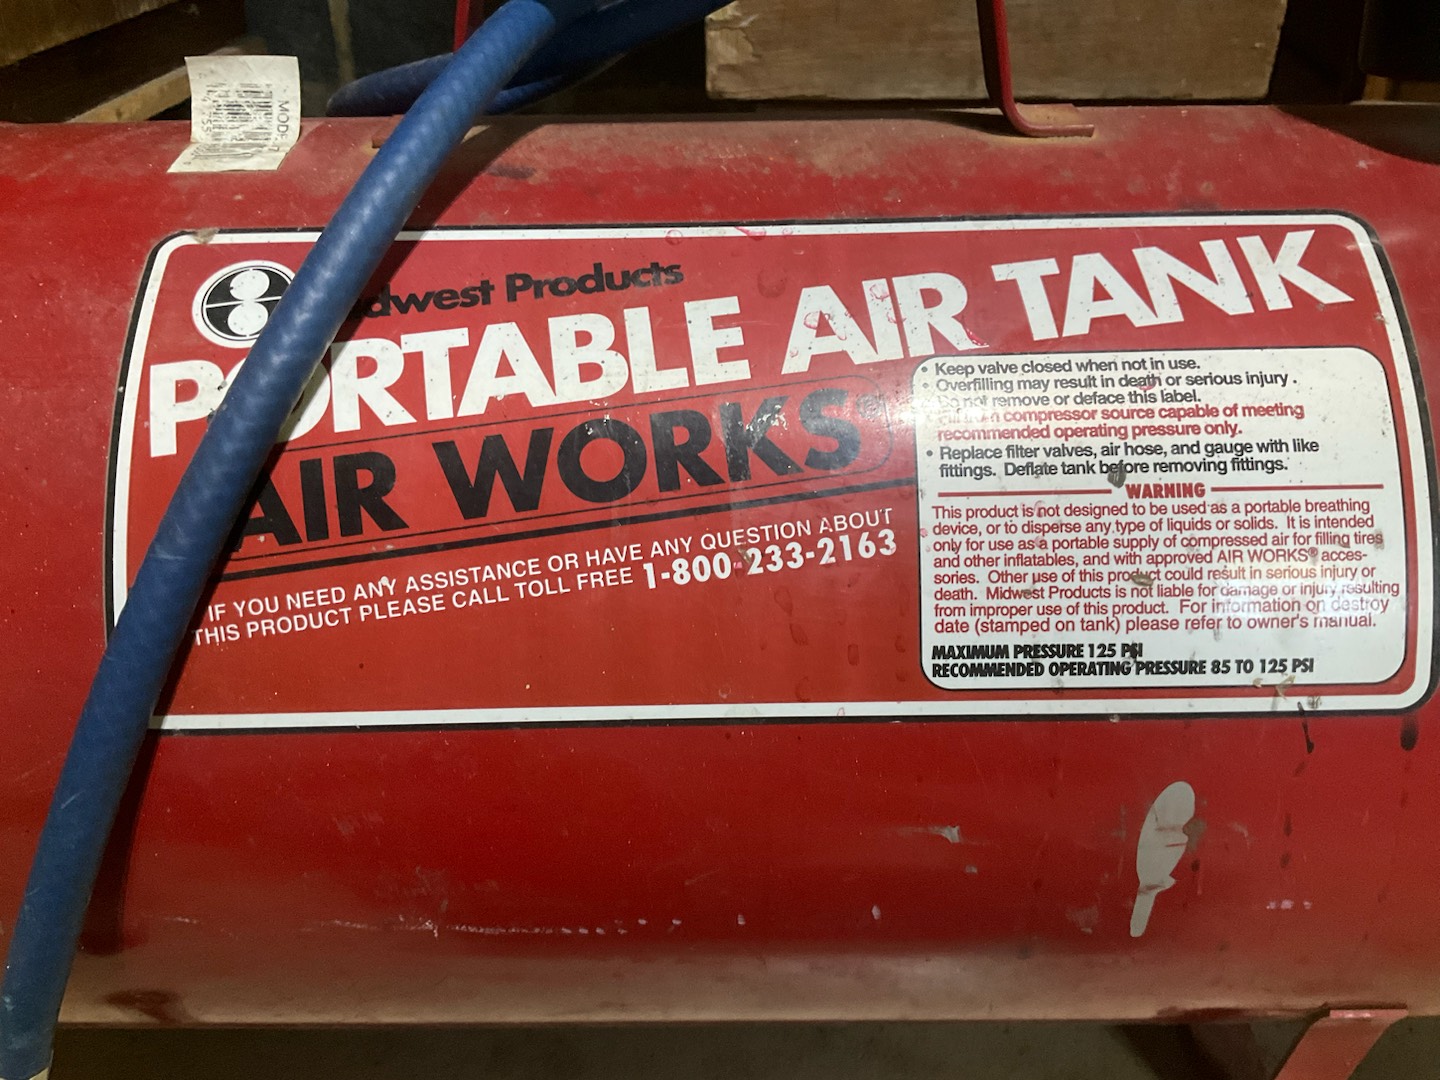 MODEL
Midwest Products
PORTABLE AIR TANK
AIR WORKS®
IF YOU NEED ANY ASSISTANCE OR HAVE ANY QUESTION ABOUT
THIS PRODUCT PLEASE CALL TOLL FREE 1-800-233-2163
• Keep valve closed when not in use.
• Overfilling may result in death or serious injury.
• Do not remove or deface this label.
• Fill from compressor source capable of meeting
recommended operating pressure only.
• Replace filter valves, air hose, and gauge with like
fittings. Deflate tank before removing fittings.
WARNING
This product is not designed to be used as a portable breathing
device, or to disperse any type of liquids or solids. It is intended
only for use as a portable supply of compressed air for filling tires
and other inflatables, and with approved AIR WORKS® acces-
sories. Other use of this product could result in serious injury or
death. Midwest Products is not liable for damage or injury resulting
from improper use of this product. For information on destroy
date (stamped on tank) please refer to owner's manual.
MAXIMUM PRESSURE 125 PSI
RECOMMENDED OPERATING PRESSURE 85 TO 125 PSI